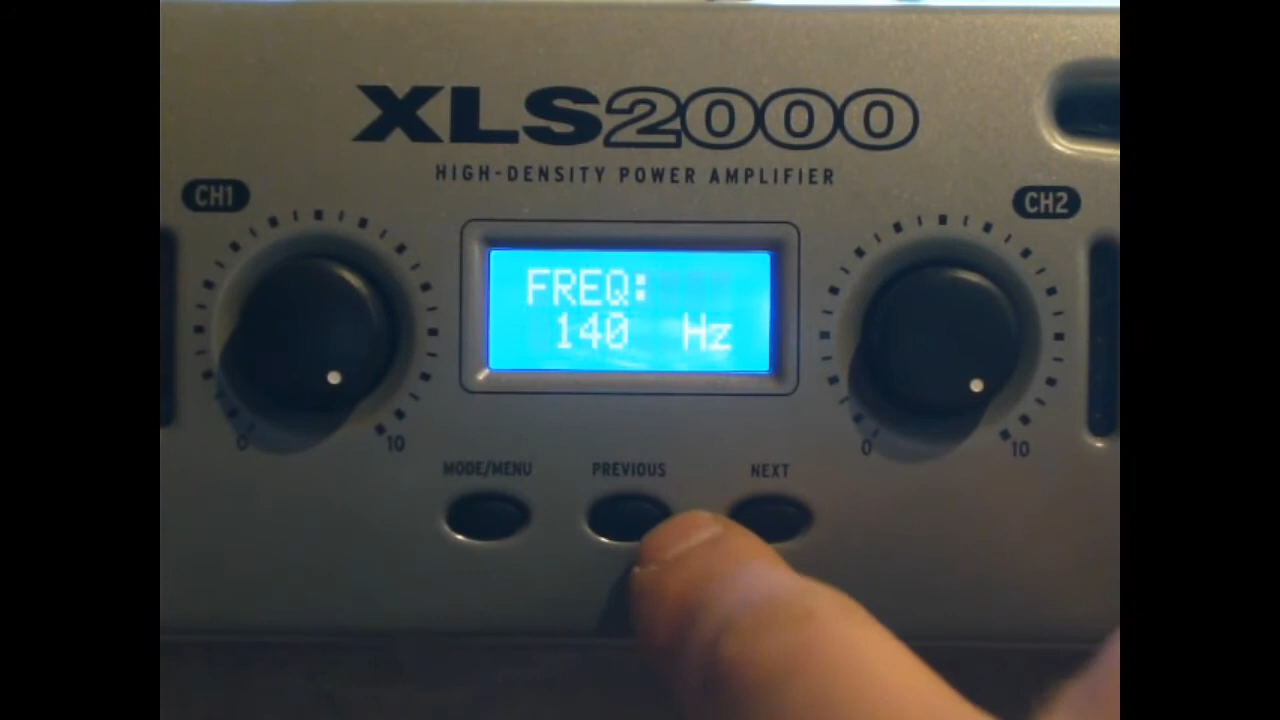 XLS2000
HIGH-DENSITY POWER AMPLIFIER
CH1
CH2
FREQ:
140 Hz
0
10
0
10
MODE/MENU
PREVIOUS
NEXT